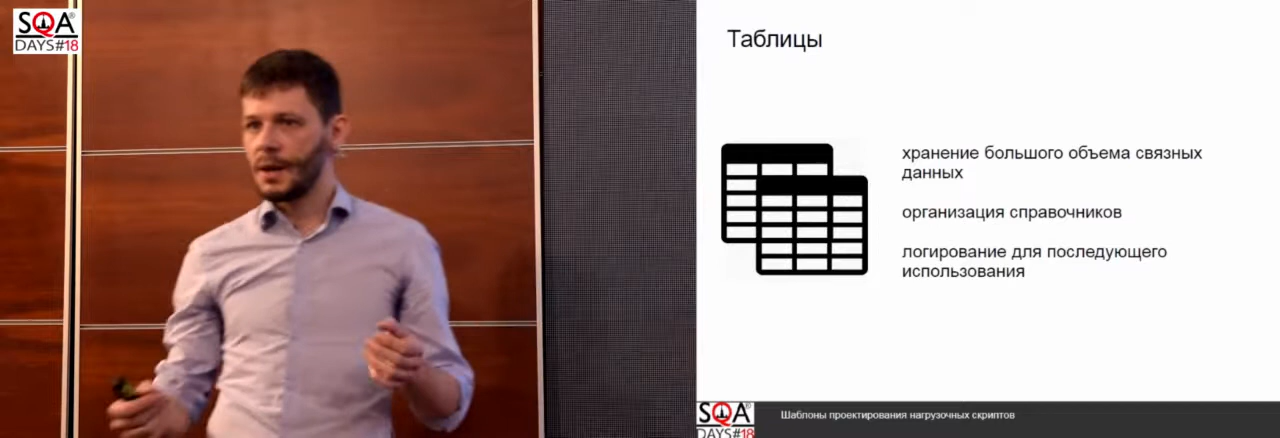 SQA
DAYS#18
Таблицы
хранение большого объема связных
данных
организация справочников
логирование для последующего
использования
SQA
DAYS#18
Шаблоны проектирования нагрузочных скриптов